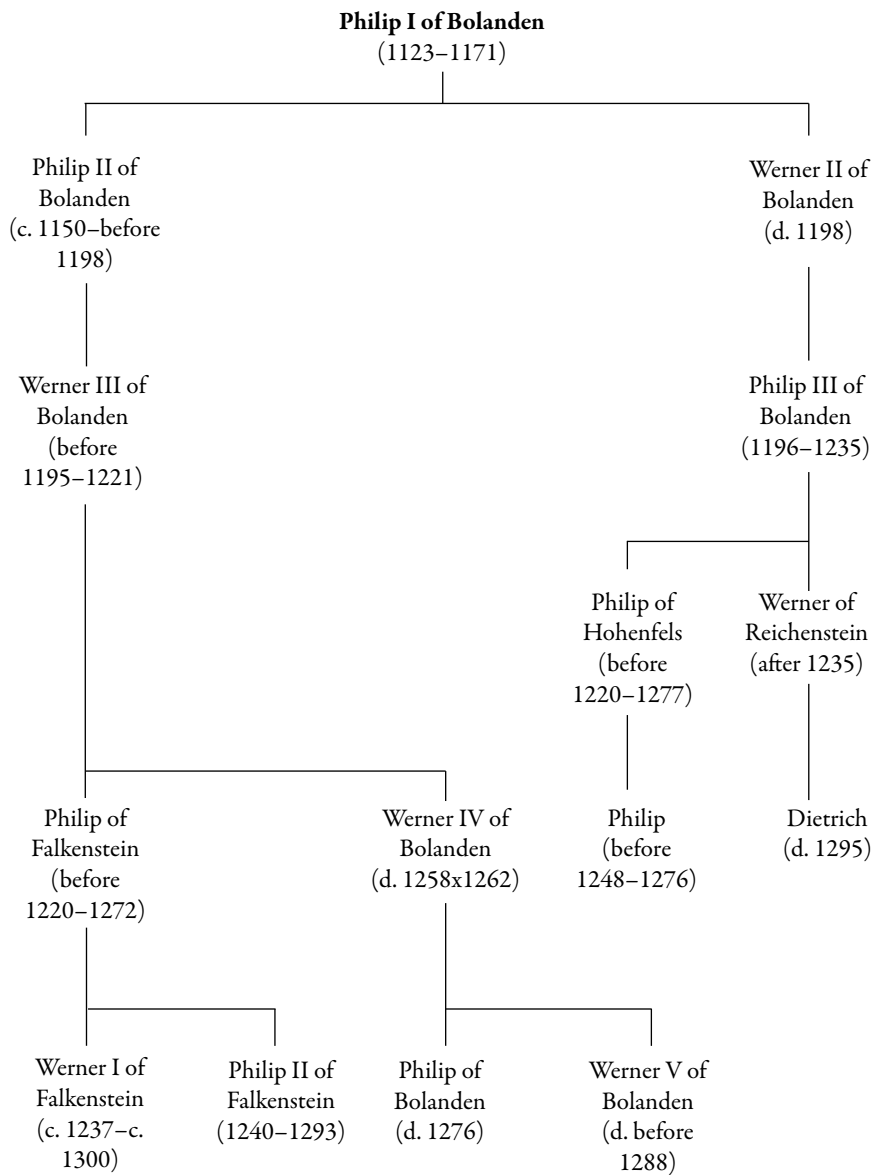 Philip I of Bolanden
(1123–1171)
Philip II of
Bolanden
(c. 1150–before
1198)
Werner II of
Bolanden
(d. 1198)
Werner III of
Bolanden
(before
1195–1221)
Philip III of
Bolanden
(1196–1235)
Philip of
Hohenfels
(before
1220–1277)
Werner of
Reichenstein
(after 1235)
Philip of
Falkenstein
(before
1220–1272)
Werner IV of
Bolanden
(d. 1258x1262)
Philip
(before
1248–1276)
Dietrich
(d. 1295)
Werner I of
Falkenstein
(c. 1237–c.
1300)
Philip II of
Falkenstein
(1240–1293)
Philip of
Bolanden
(d. 1276)
Werner V of
Bolanden
(d. before
1288)